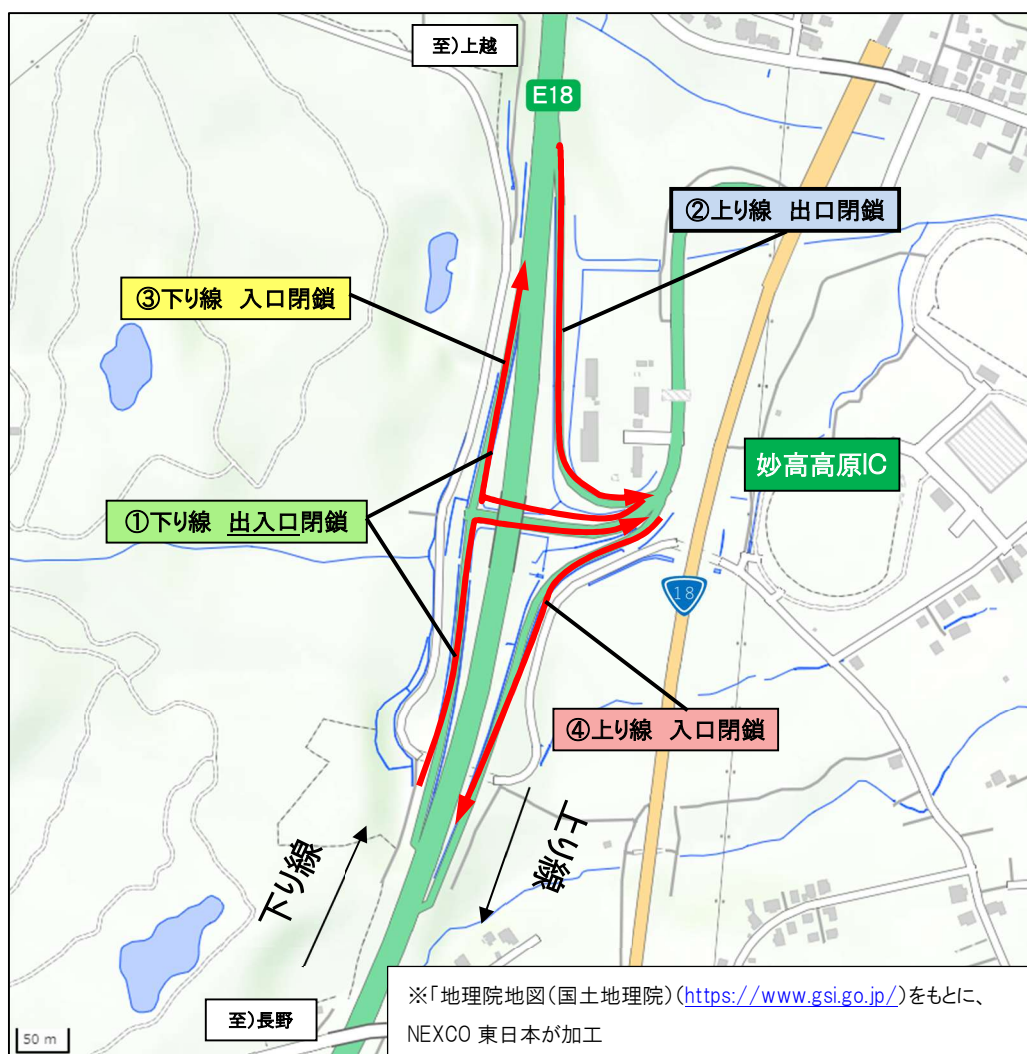 至)上越
E18
②上り線 出口閉鎖
③下り線 入口閉鎖
妙高高原IC
①下り線 出入口閉鎖
18
④上り線 入口閉鎖
下り線
上り線
※「地理院地図(国土地理院)(https://www.gsi.go.jp/)をもとに、
NEXCO 東日本が加工
至)長野
50 m